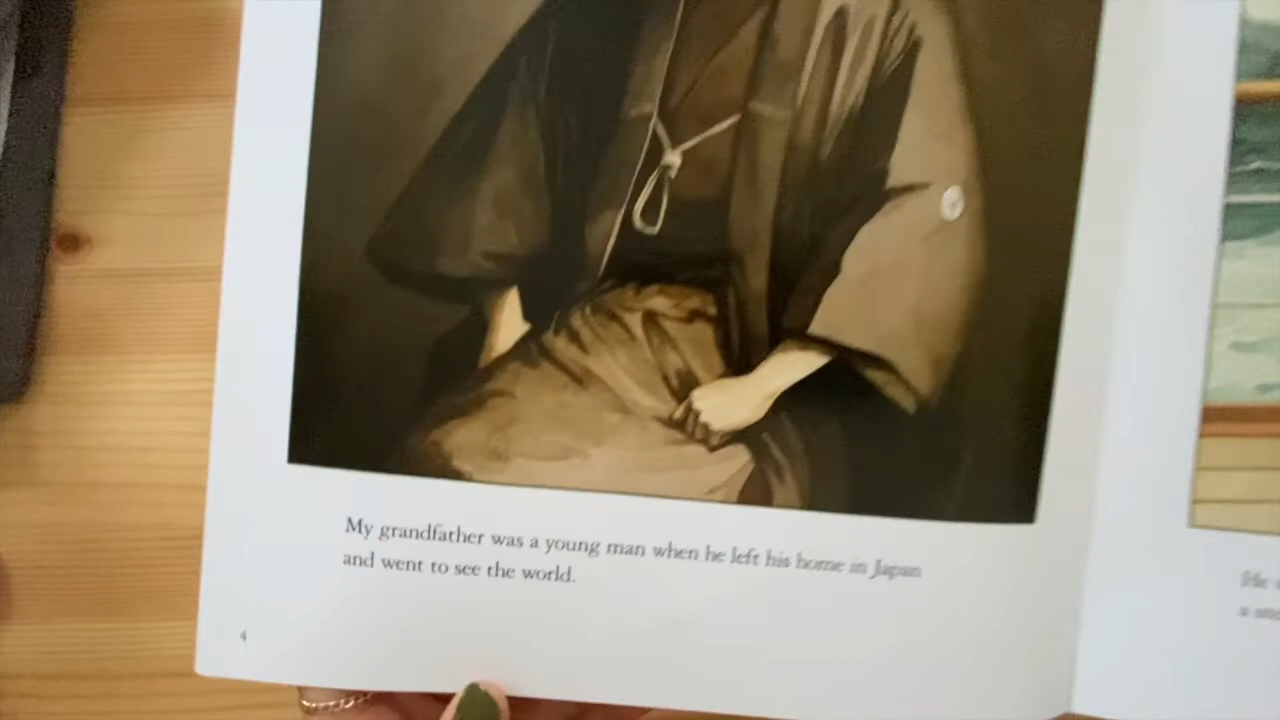 My grandfather was a young man when he left his home in Japan
and went to see the world.
4
He
a